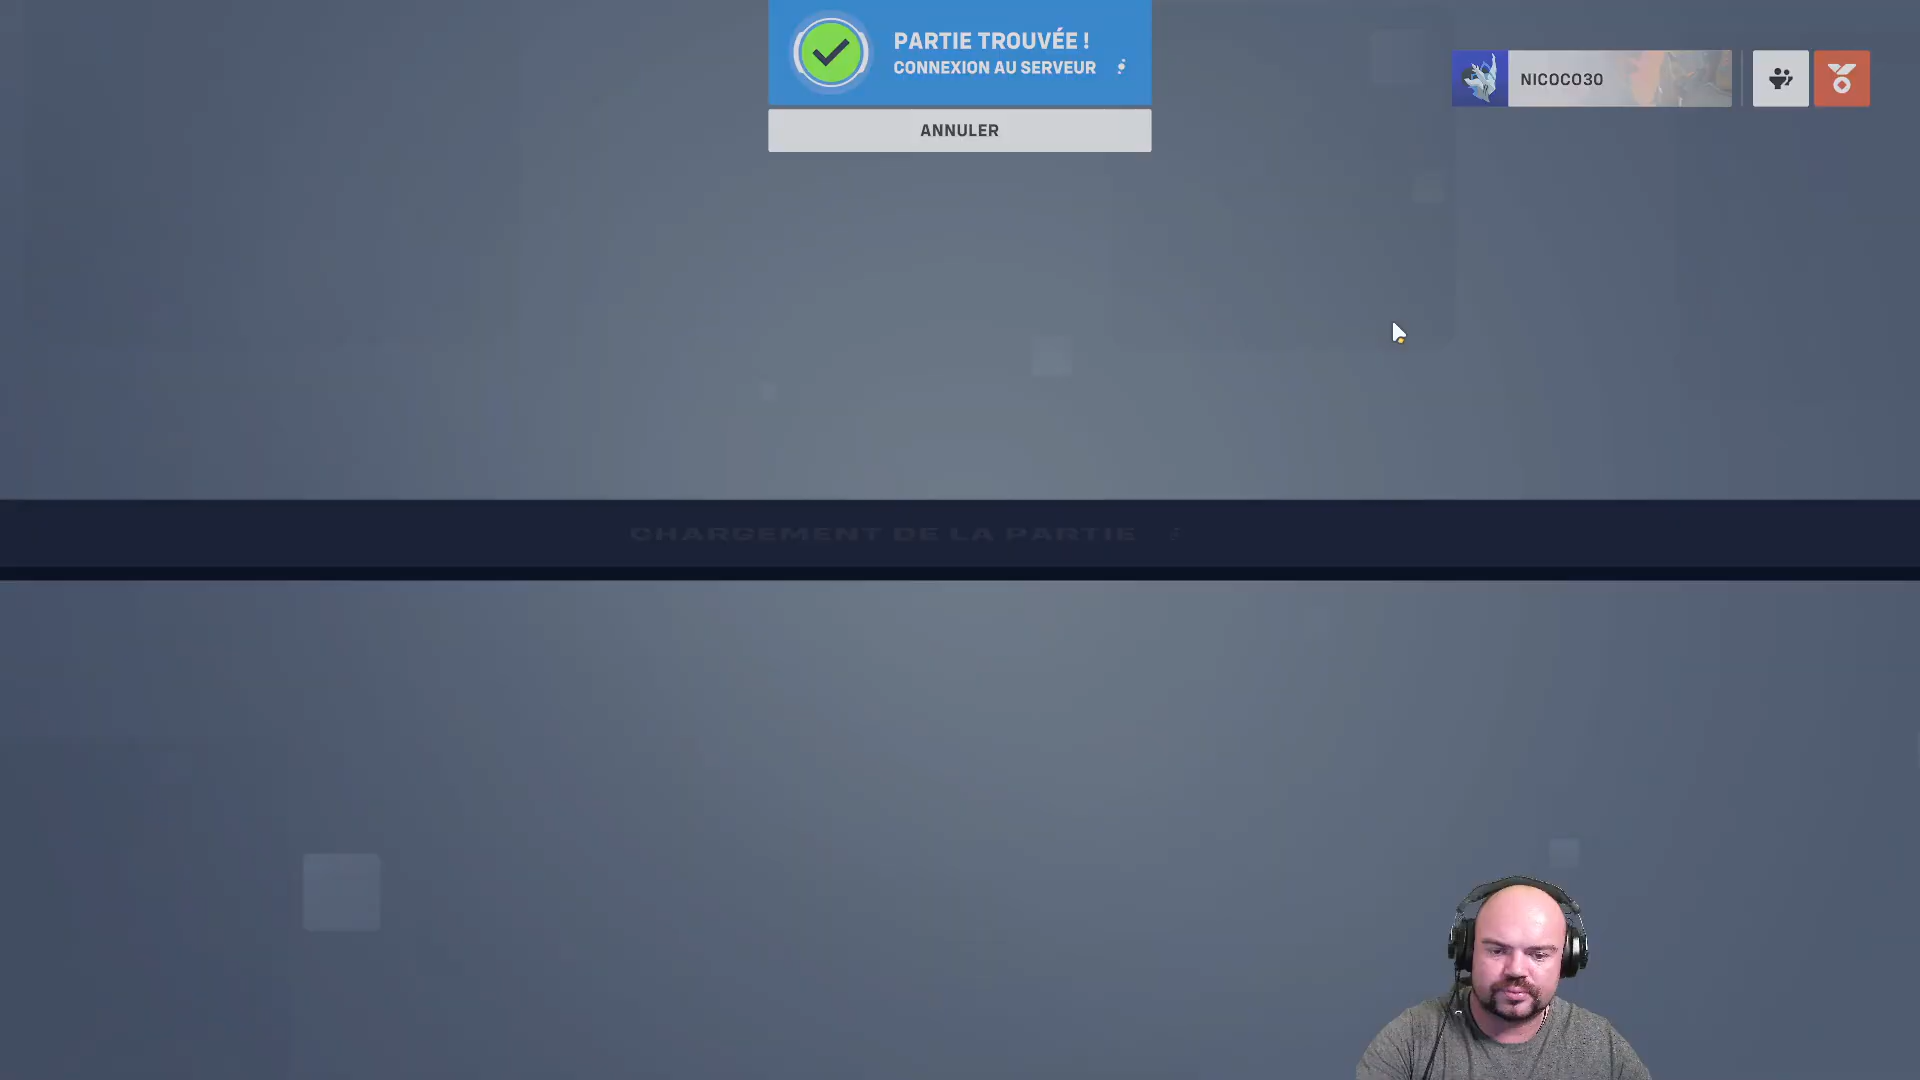 PARTIE TROUVÉE !
CONNEXION AU SERVEUR
NICOCO30
ANNULER
CHARGEMENT DE LA PARTIE